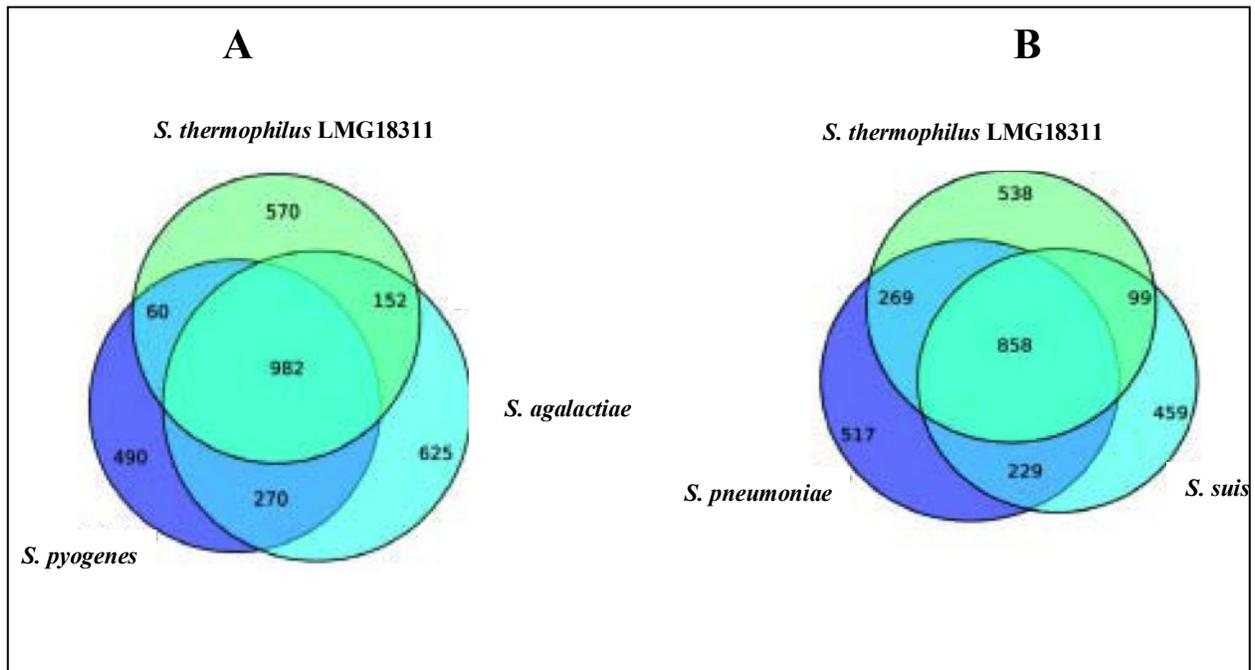 A
S. thermophilus LMG18311
570
60
152
982
S. agalactiae
490
625
270
S. pyogenes
B
S. thermophilus LMG18311
538
269
99
858
459
517
229
S. pneumoniae
S. suis